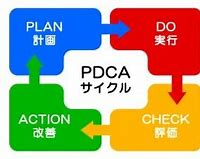 PLAN
計画
DO
実行
PDCA
サイクル
ACTION
改善
CHECK
評価